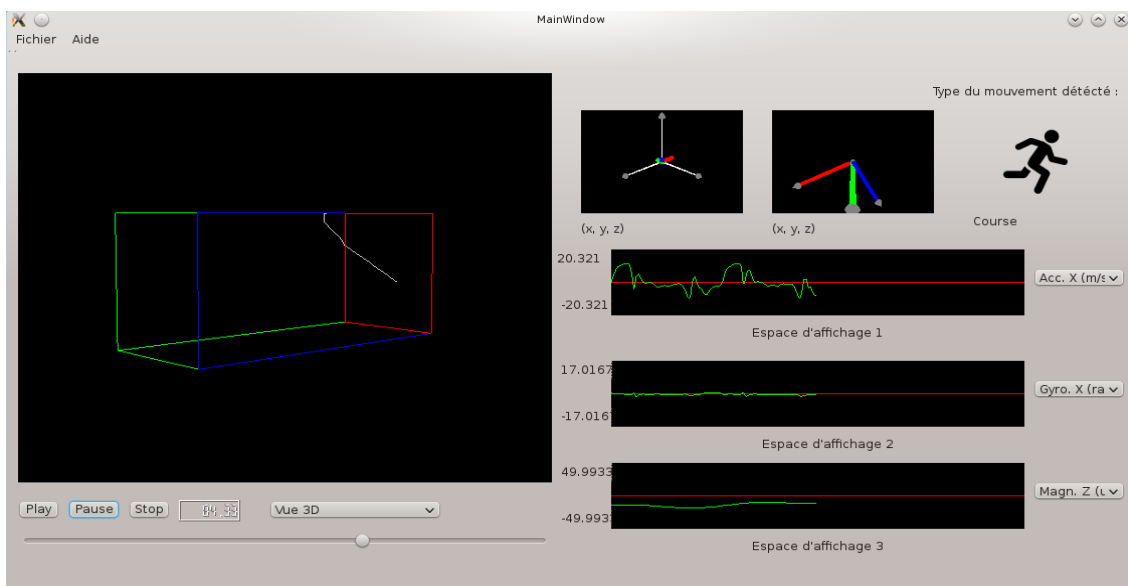 MainWindow
Fichier Aide
Type du mouvement détécté :
(x, y, z)
(x, y, z)
Course
20.321
-20.321
Acc. X (m/s
Espace d'affichage 1
17.0167
-17.0167
Gyro. X (ra
Espace d'affichage 2
49.9933
-49.9933
Magn. Z (u
Espace d'affichage 3
Play Pause Stop Vue 3D